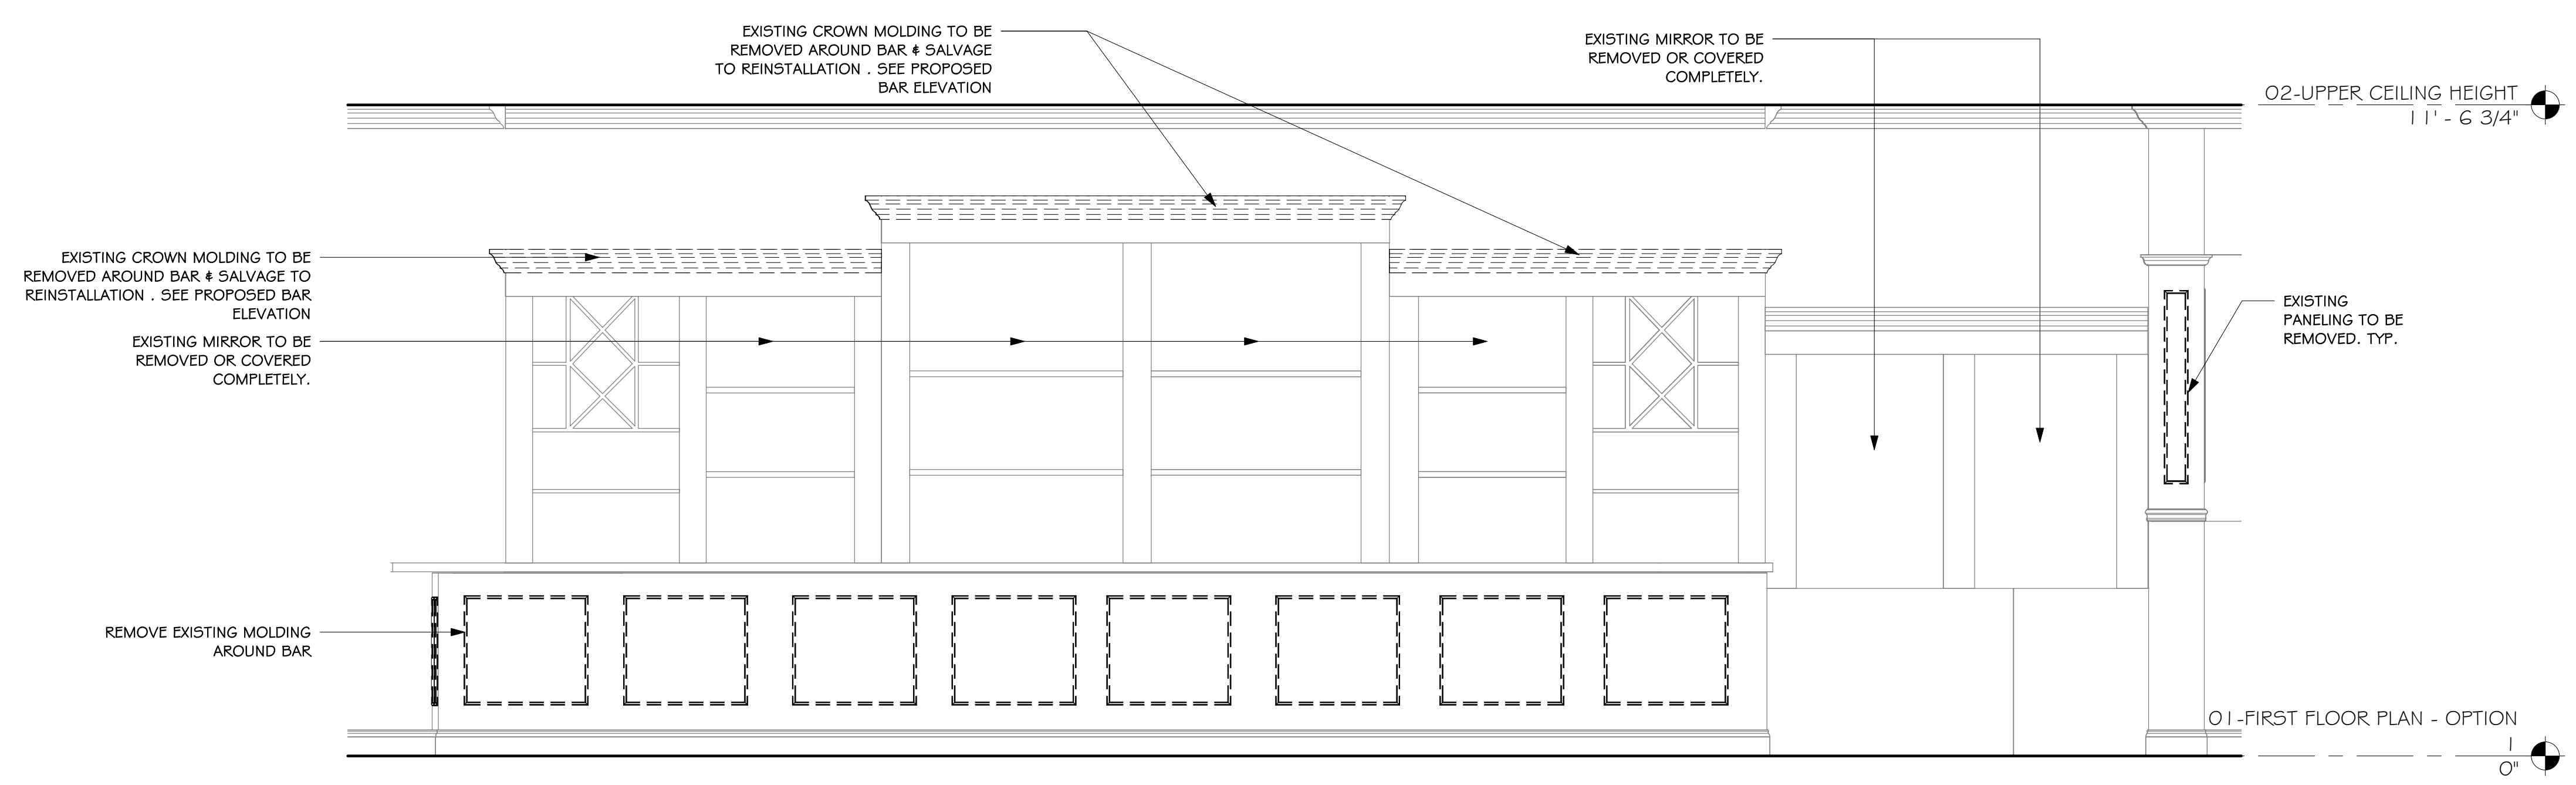 EXISTING CROWN MOLDING TO BE
REMOVED AROUND BAR & SALVAGE
TO REINSTALLATION . SEE PROPOSED
BAR ELEVATION
EXISTING MIRROR TO BE
REMOVED OR COVERED
COMPLETELY.
02-UPPER CEILING HEIGHT
11' - 6 3/4"
EXISTING CROWN MOLDING TO BE
REMOVED AROUND BAR & SALVAGE TO
REINSTALLATION . SEE PROPOSED BAR
ELEVATION
EXISTING MIRROR TO BE
REMOVED OR COVERED
COMPLETELY.
EXISTING
PANELING TO BE
REMOVED. TYP.
REMOVE EXISTING MOLDING
AROUND BAR
01-FIRST FLOOR PLAN - OPTION
1
0"